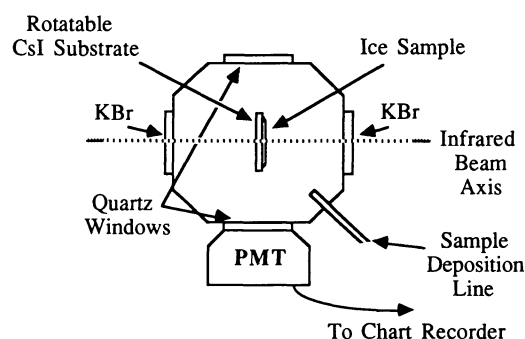 Rotatable
CsI Substrate
Ice Sample
KBr
KBr
Infrared
Beam
Axis
Quartz
Windows
PMT
Sample
Deposition
Line
To Chart Recorder